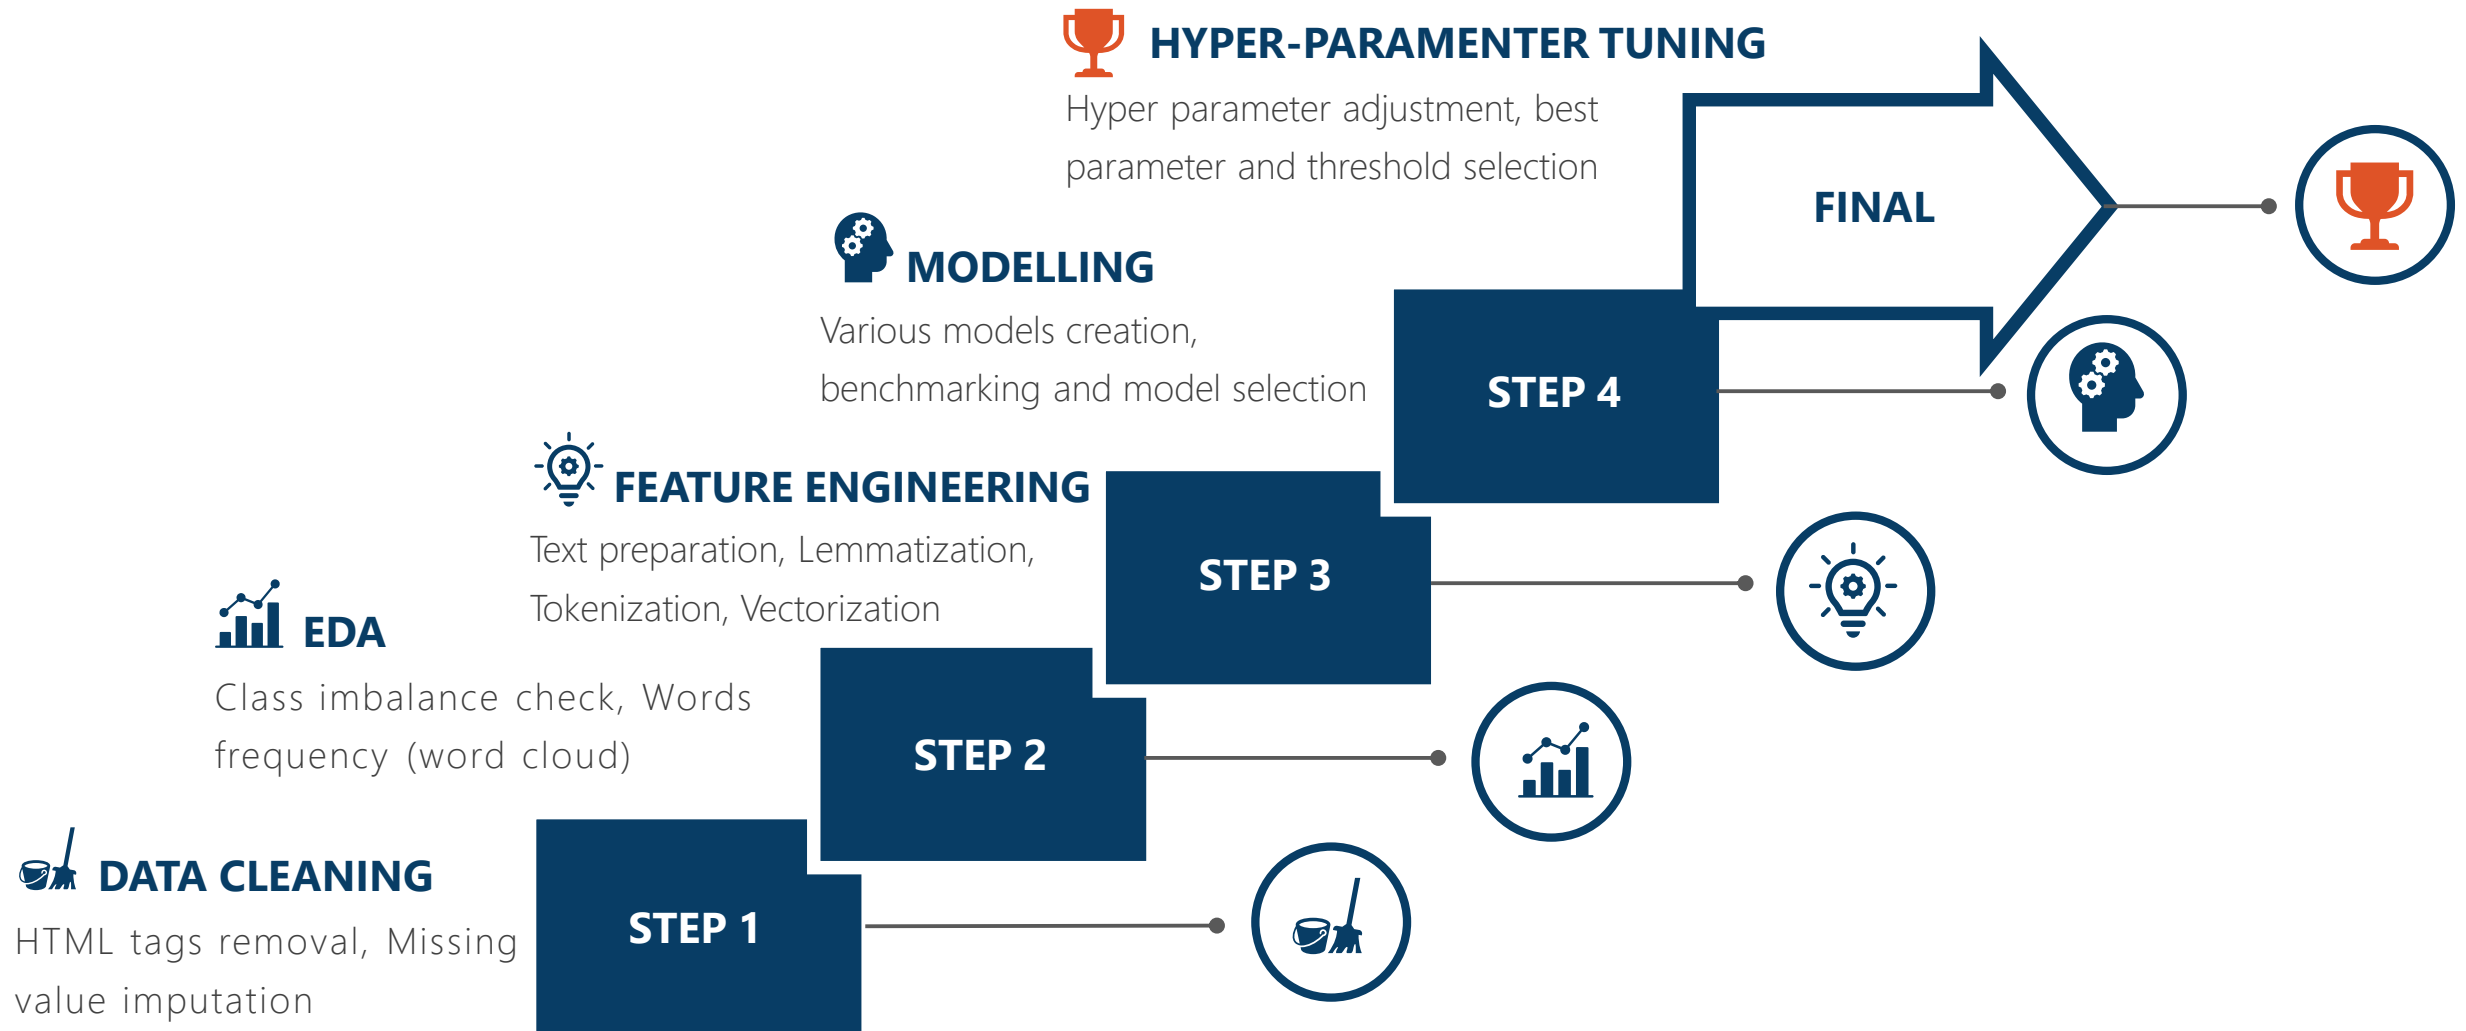 HYPER-PARAMENTER TUNING
Hyper parameter adjustment, best
parameter and threshold selection
FINAL
MODELLING
Various models creation,
benchmarking and model selection
STEP 4
FEATURE ENGINEERING
Text preparation, Lemmatization,
Tokenization, Vectorization
STEP 3
EDA
Class imbalance check, Words
frequency (word cloud)
STEP 2
DATA CLEANING
HTML tags removal, Missing
value imputation
STEP 1